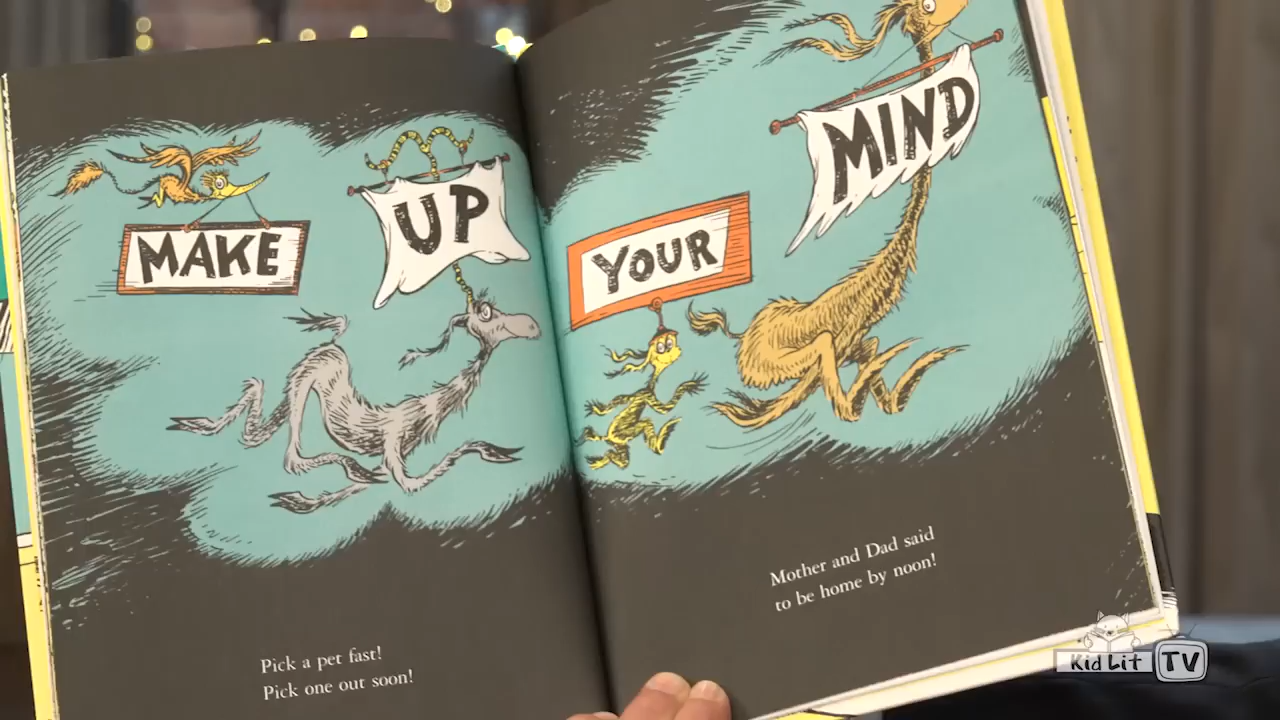 MAKE
UP
Pick a pet fast!
Pick one out soon!
YOUR
MIND
Mother and Dad said
to be home by noon!
Kid Lit TV